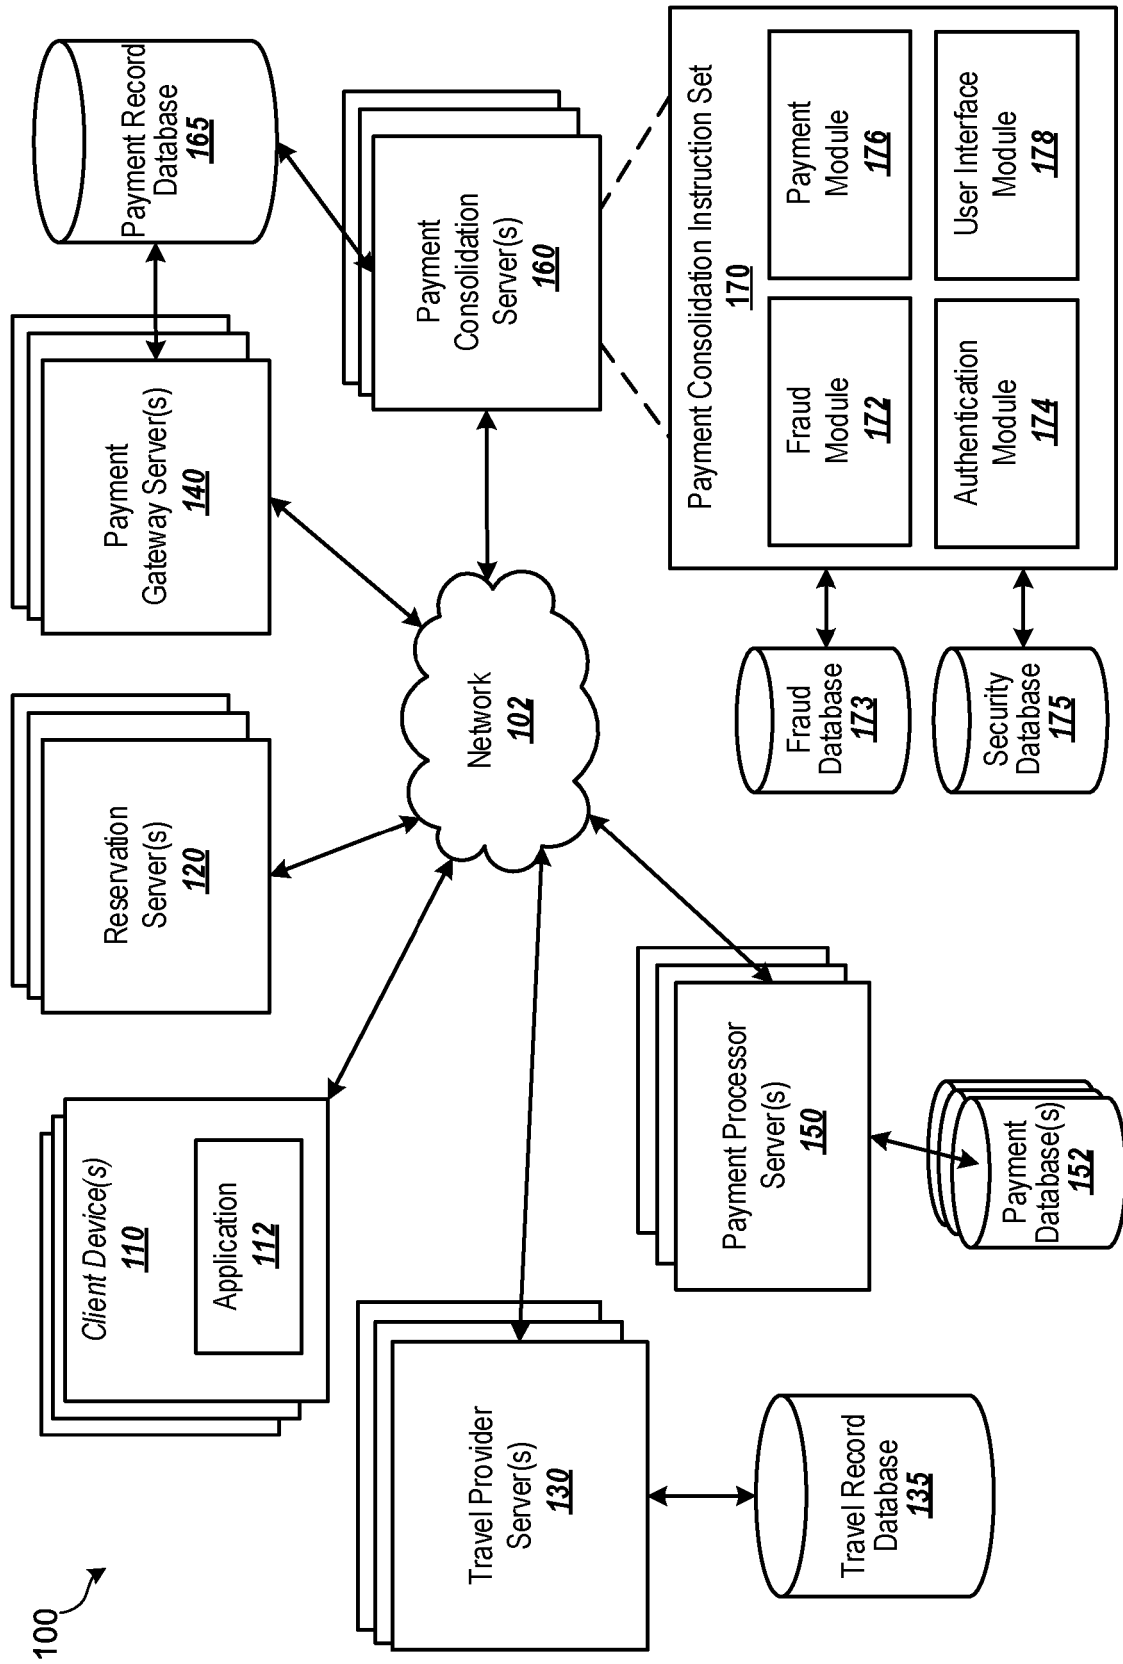 100
Client Device(s)
110
Application
112
Reservation
Server(s)
120
Payment
Gateway Server(s)
140
Payment Record
Database
165
Travel Provider
Server(s)
130
Network
102
Payment
Consolidation
Server(s)
160
Travel Record
Database
135
Payment Processor
Server(s)
150
Payment
Database(s)
152
Fraud
Database
173
Security
Database
175
Payment Consolidation Instruction Set
170
Fraud
Module
172
Payment
Module
176
Authentication
Module
174
User Interface
Module
178